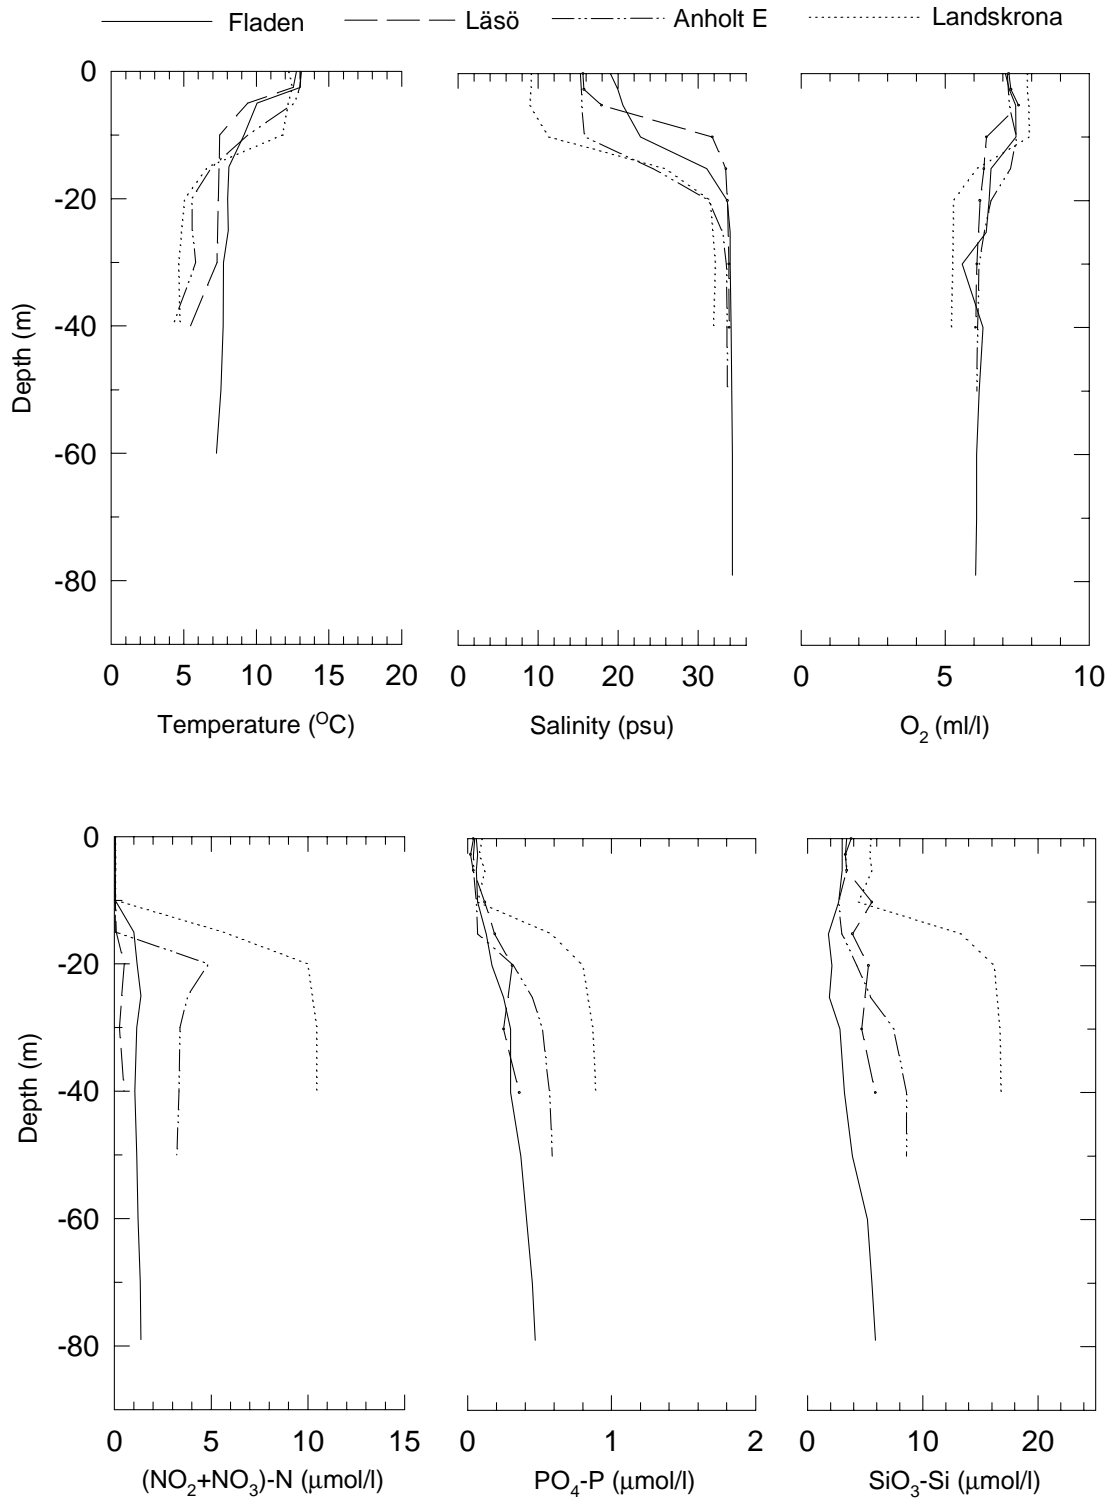 Fladen Läsö Anholt E Landskrona
0
-20
-40
-60
-80
Depth (m)
0 5 10 15 20
0 10 20 30
0 5 10
Temperature (°C) Salinity (psu) O₂ (ml/l)
0
-20
-40
-60
-80
Depth (m)
0 5 10 15
0 1 2
0 10 20
(NO₂+NO₃)-N (μmol/l) PO₄-P (μmol/l) SiO₃-Si (μmol/l)